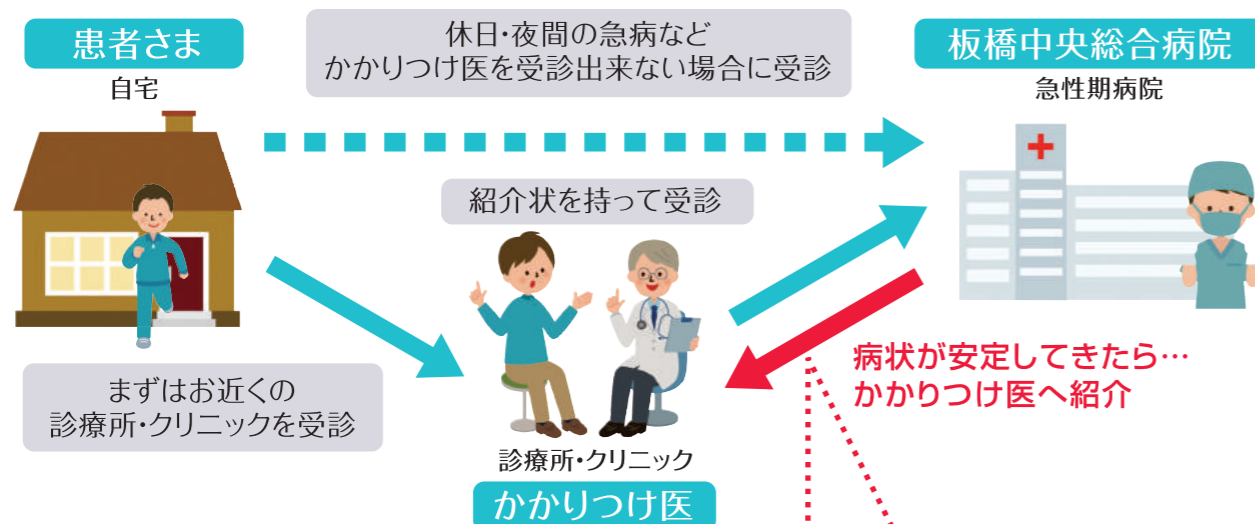 患者さま
自宅
休日・夜間の急病など
かかりつけ医を受診出来ない場合に受診
板橋中央総合病院
急性期病院
紹介状を持って受診
まずはお近くの
診療所・クリニックを受診
病状が安定してきたら…
かかりつけ医へ紹介
診療所・クリニック
かかりつけ医